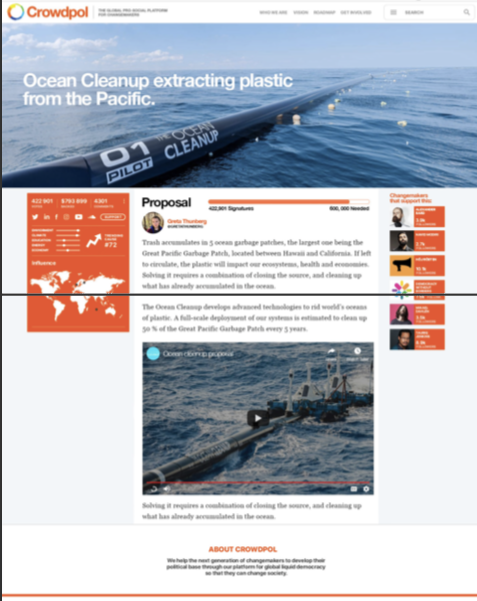 Crowdpol
THE GLOBAL PRO-SOCIAL PLATFORM
FOR CHANGEMAKERS
WHO WE ARE VISION ROADMAP GET INVOLVED
SEARCH
Ocean Cleanup extracting plastic
from the Pacific.
01
PILOT
THE OCEAN
CLEANUP
SUPPORT
#72
Influence
Proposal
422,901 Signatures
Needed
Greta Thunberg
Trash accumulates in 5 ocean garbage patches, the largest one being the
Great Pacific Garbage Patch, located between Hawaii and California. If left
to circulate, the plastic will impact our ecosystems, health and economies.
Solving it requires a combination of closing the source, and cleaning up
what has already accumulated in the ocean.
The Ocean Cleanup develops advanced technologies to rid world's oceans
of plastic. A full-scale deployment of our systems is estimated to clean up
50 % of the Great Pacific Garbage Patch every 5 years.
Ocean cleanup proposal
Solving it requires a combination of closing the source, and cleaning up
what has already accumulated in the ocean.
Changemakers
that support this:
ABOUT CROWDPOL
We help the next generation of changemakers to develop their
political base through our platform for global liquid democracy
so that they can change society.